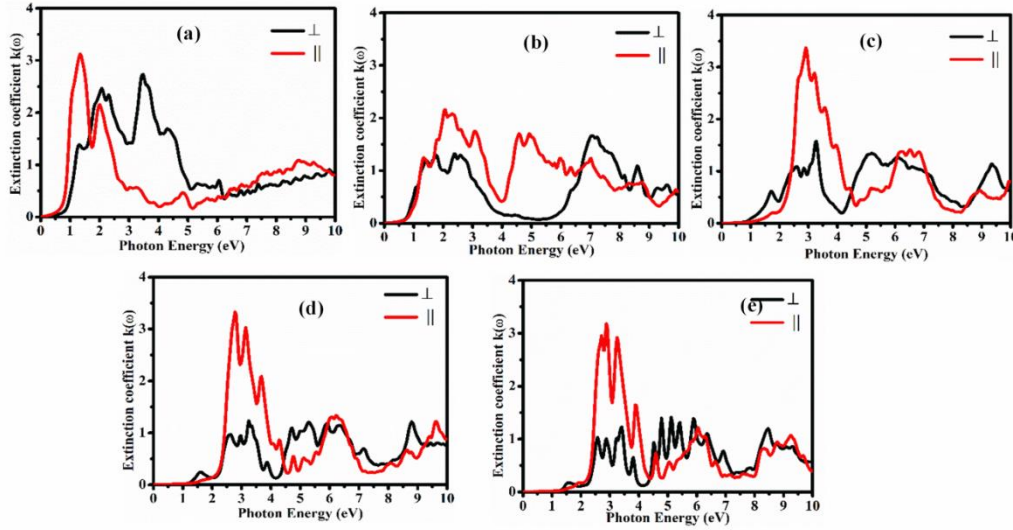 (a)
⊥
||
Extinction coefficient k(ω)
4
3
2
1
0
0 1 2 3 4 5 6 7 8 9 10
Photon Energy (eV)
(b)
⊥
||
Extinction coefficient k(ω)
4
3
2
1
0
0 1 2 3 4 5 6 7 8 9 10
Photon Energy (eV)
(c)
⊥
||
Extinction coefficient k(ω)
4
3
2
1
0
0 1 2 3 4 5 6 7 8 9 10
Photon Energy (eV)
(d)
⊥
||
Extinction coefficient k(ω)
4
3
2
1
0
0 1 2 3 4 5 6 7 8 9 10
Photon Energy (eV)
(e)
⊥
||
Extinction coefficient k(ω)
4
3
2
1
0
0 1 2 3 4 5 6 7 8 9 10
Photon Energy (eV)